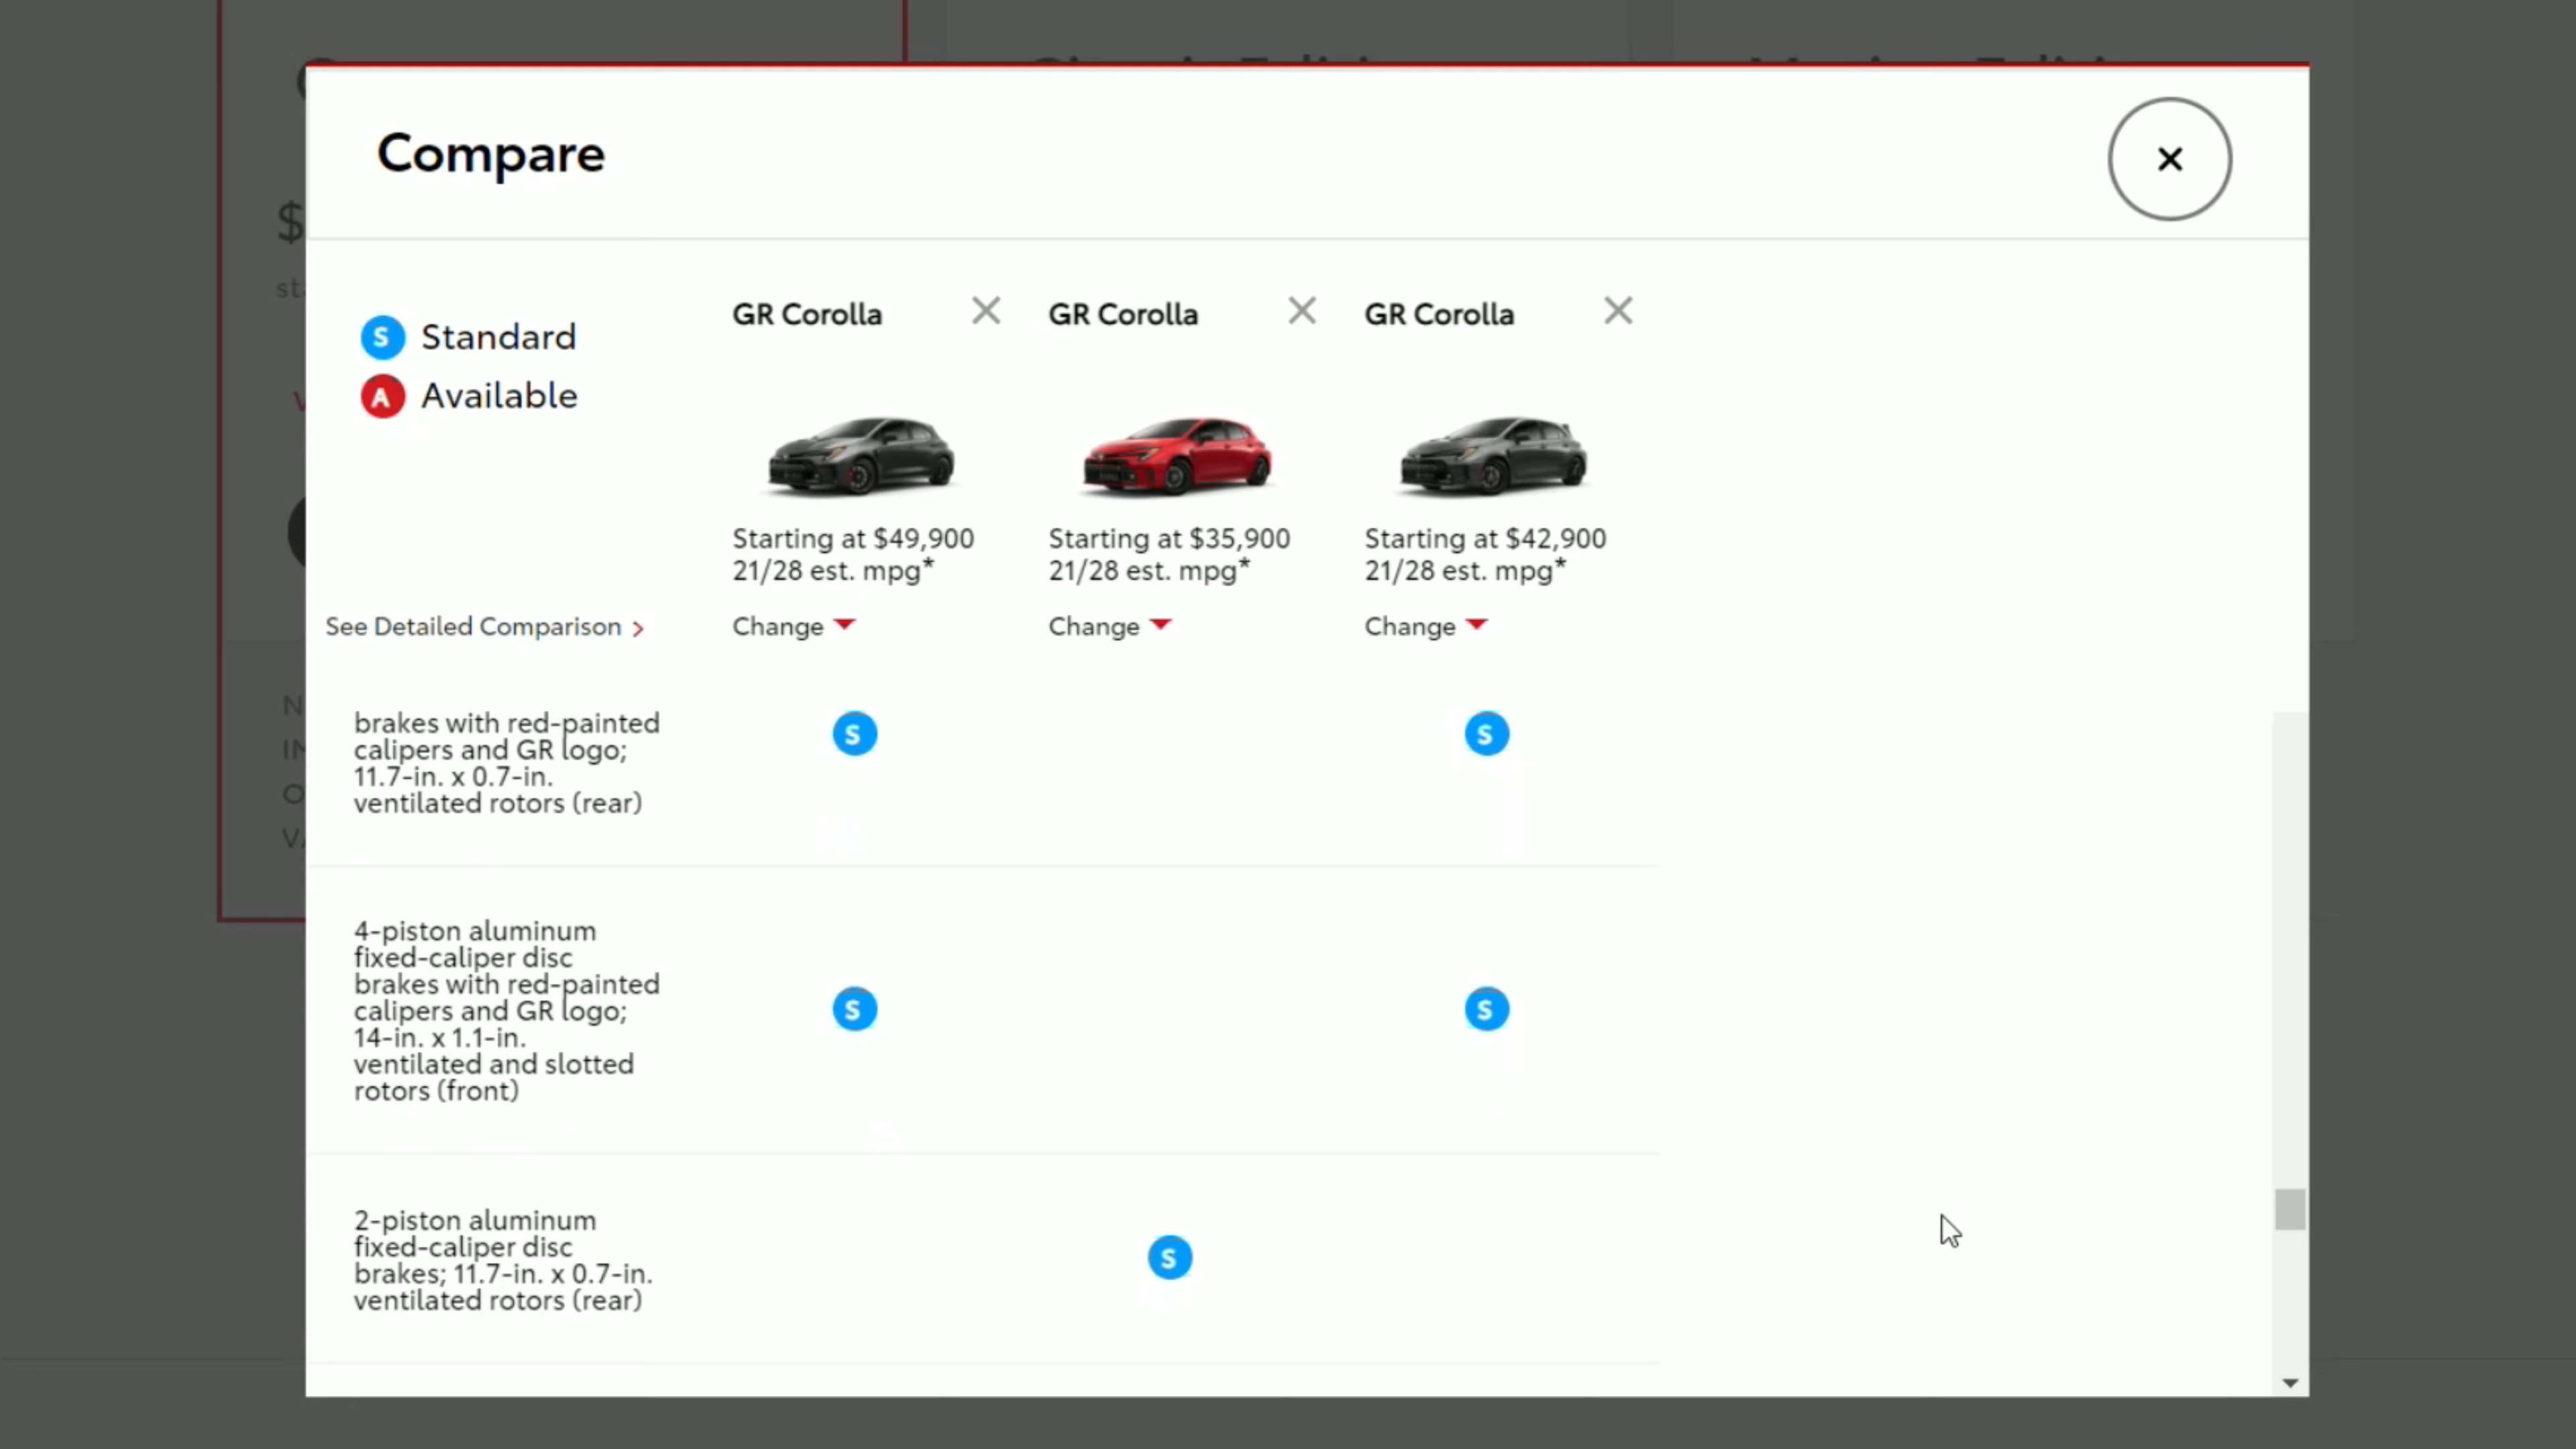 Compare
Standard
Available
GR Corolla
GR Corolla
GR Corolla
Starting at $49,900
21/28 est. mpg*
Starting at $35,900
21/28 est. mpg*
Starting at $42,900
21/28 est. mpg*
See Detailed Comparison >
Change
Change
Change
brakes with red-painted
calipers and GR logo;
11.7-in. x 0.7-in.
ventilated rotors (rear)
S
S
4-piston aluminum
fixed-caliper disc
brakes with red-painted
calipers and GR logo;
14-in. x 1.1-in.
ventilated and slotted
rotors (front)
S
S
2-piston aluminum
fixed-caliper disc
brakes; 11.7-in. x 0.7-in.
ventilated rotors (rear)
S
S
A
$